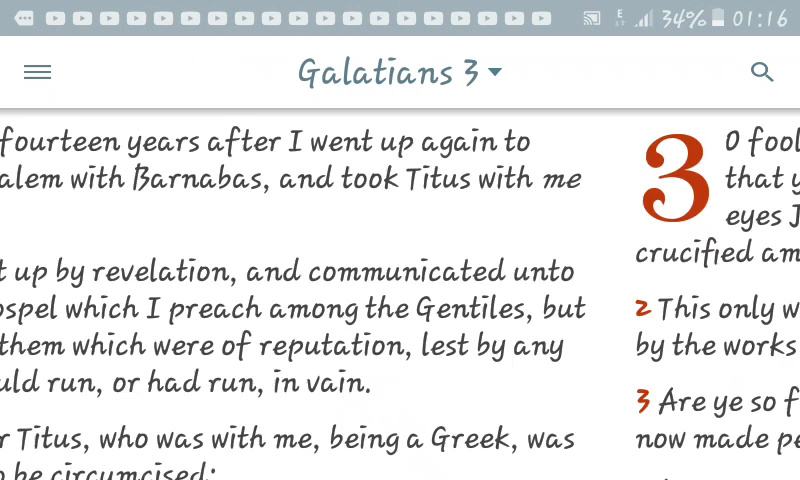 34% 01:16
Galatians 3
fourteen years after I went up again to
alem with Barnabas, and took Titus with me
t up by revelation, and communicated unto
ospel which I preach among the Gentiles, but
them which were of reputation, lest by any
uld run, or had run, in vain.
r Titus, who was with me, being a Greek, was
o be circumcised:
3 O fool
that y
eyes J
crucified am
2 This only w
by the works
3 Are ye so f
now made pe